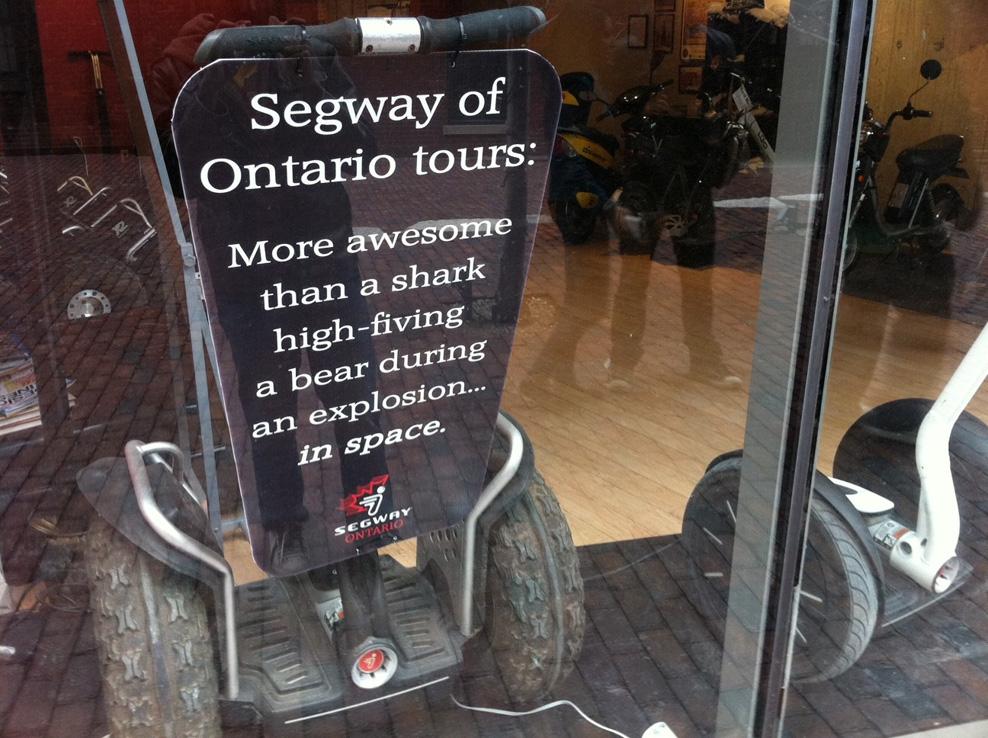 Segway of
Ontario tours:
More awesome
than a shark
high-fiving
a bear during
an explosion...
in space.
SEGWAY
ONTARIO